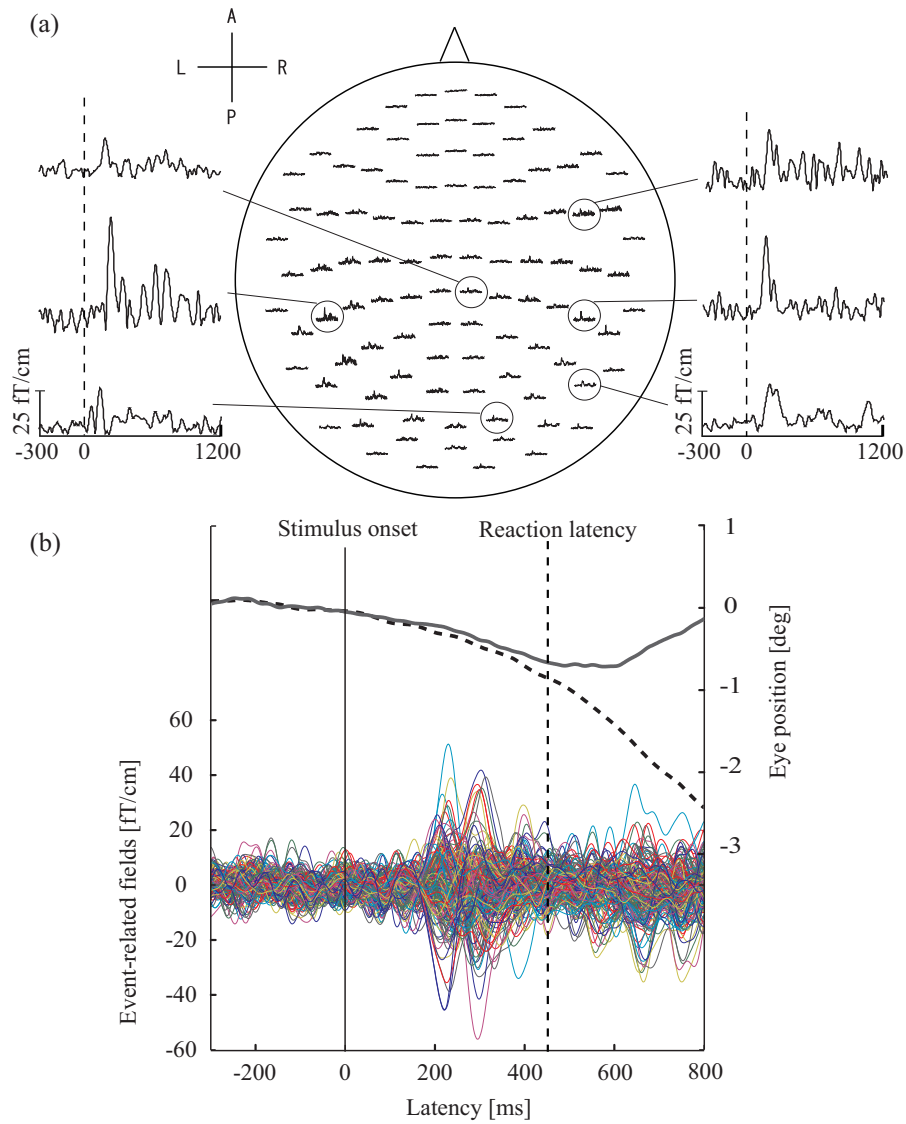 (a)
A
L R
P
25 fT/cm
-300 0 1200
25 fT/cm
-300 0 1200
(b)
Stimulus onset Reaction latency
1
0
-1
-2
-3
Eye position [deg]
60
40
20
0
-20
-40
-60
Event-related fields [fT/cm]
-200 0 200 400 600 800
Latency [ms]